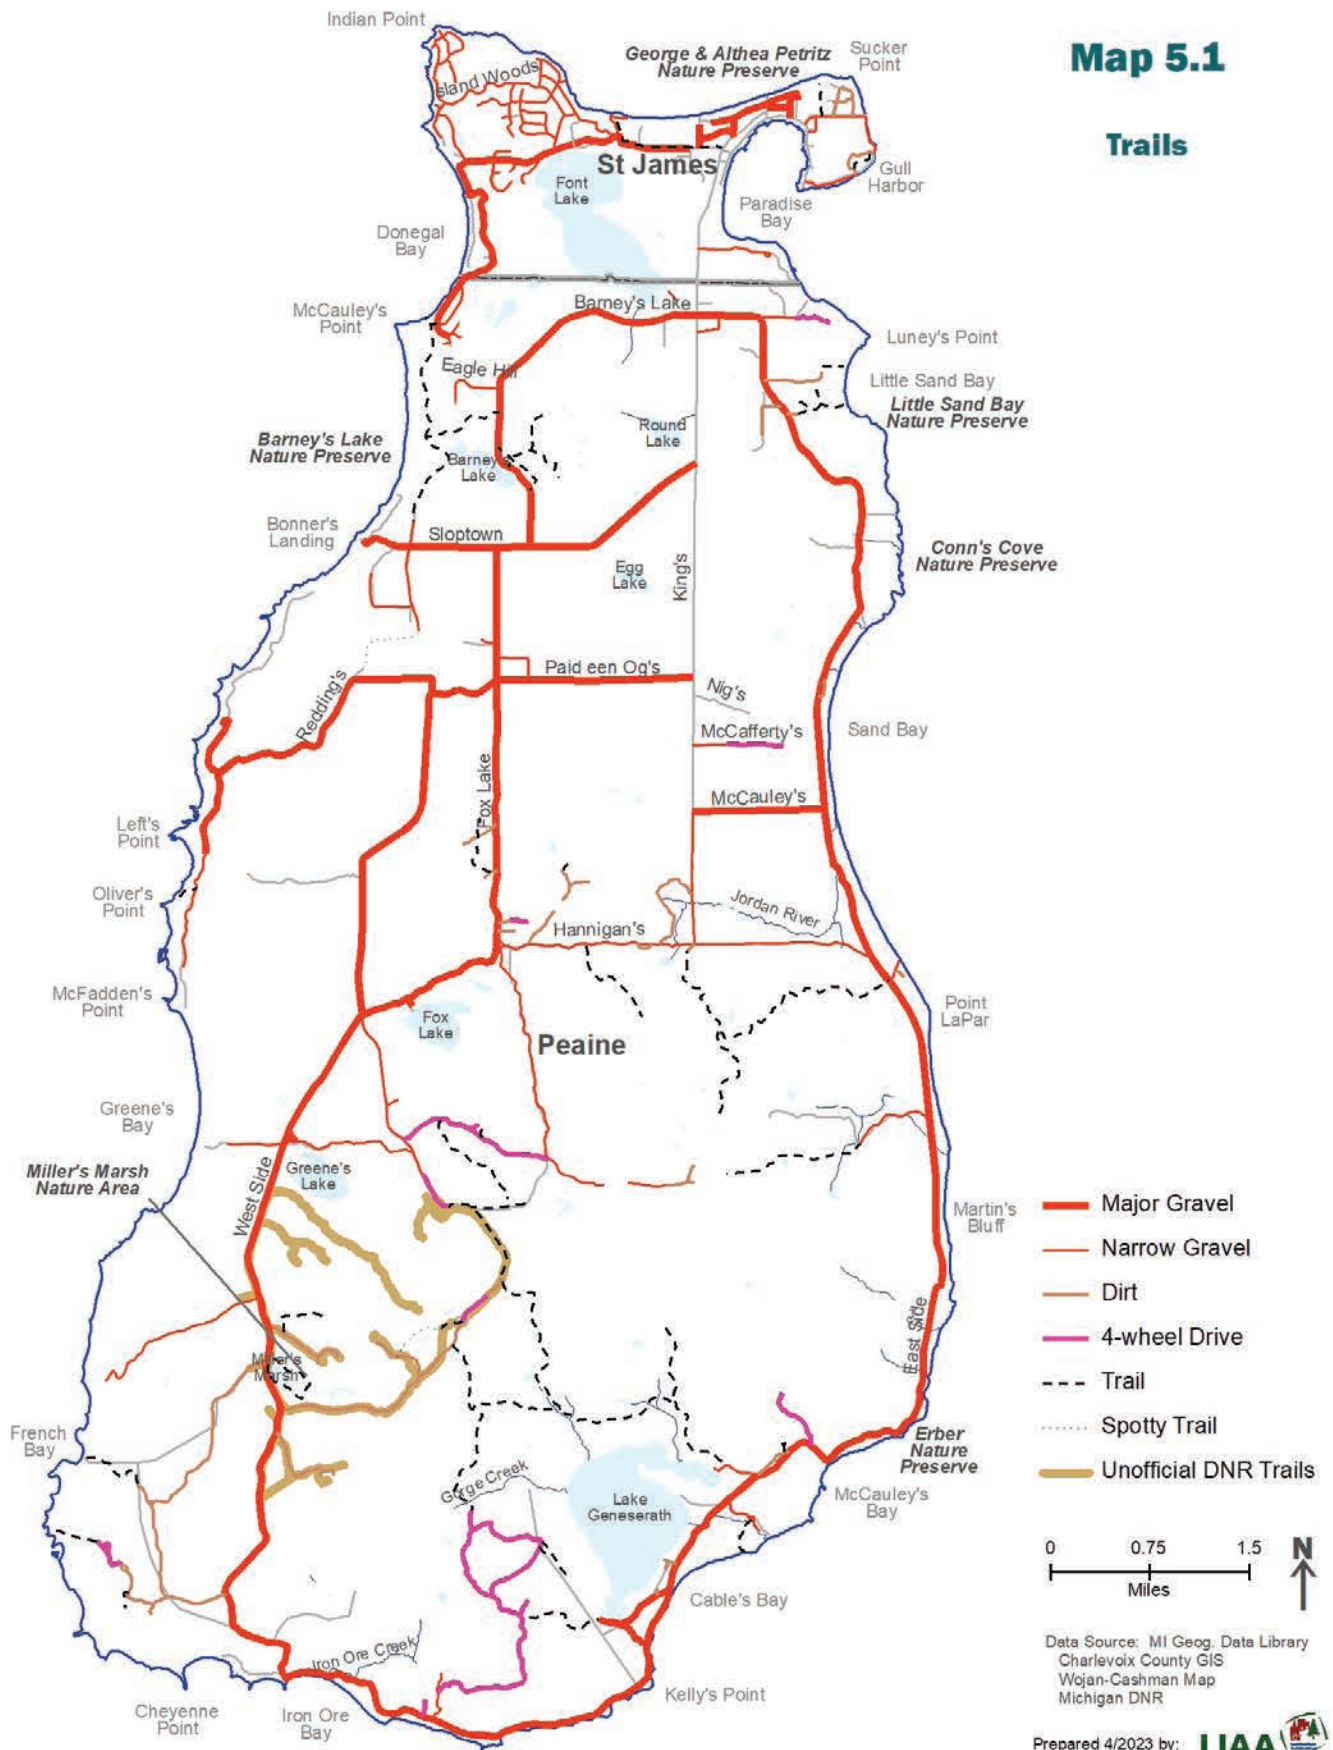 Map 5.1
Trails
Indian Point
George & Althea Petritz
Nature Preserve
Sucker
Point
sland Woods
St James
Font
Lake
Gull
Harbor
Paradise
Bay
Donegal
Bay
McCauley's
Point
Barney's Lake
Luney's Point
Eagle Hill
Little Sand Bay
Little Sand Bay
Nature Preserve
Barney's Lake
Nature Preserve
Round
Lake
Barney's
Lake
Bonner's
Landing
Sloptown
Conn's Cove
Nature Preserve
Egg
Lake
King's
Paid een Og's
Redding's
Nig's
McCafferty's
Sand Bay
Fox Lake
McCauley's
Left's
Point
Oliver's
Point
Jordan River
Hannigan's
McFadden's
Point
Point
LaPar
Fox
Lake
Peaine
Greene's
Bay
Miller's Marsh
Nature Area
Greene's
Lake
West Side
Martin's
Bluff
East Side
Miller's
Marsh
French
Bay
Erber
Nature
Preserve
Gorge Creek
Lake
Geneserath
McCauley's
Bay
Cable's Bay
Iron Ore Creek
Kelly's Point
Cheyenne
Point
Iron Ore
Bay
Major Gravel
Narrow Gravel
Dirt
4-wheel Drive
Trail
Spotty Trail
Unofficial DNR Trails
0 0.75 1.5
Miles
N
Data Source: MI Geog. Data Library
Charlevoix County GIS
Wojan-Cashman Map
Michigan DNR
Prepared 4/2023 by: